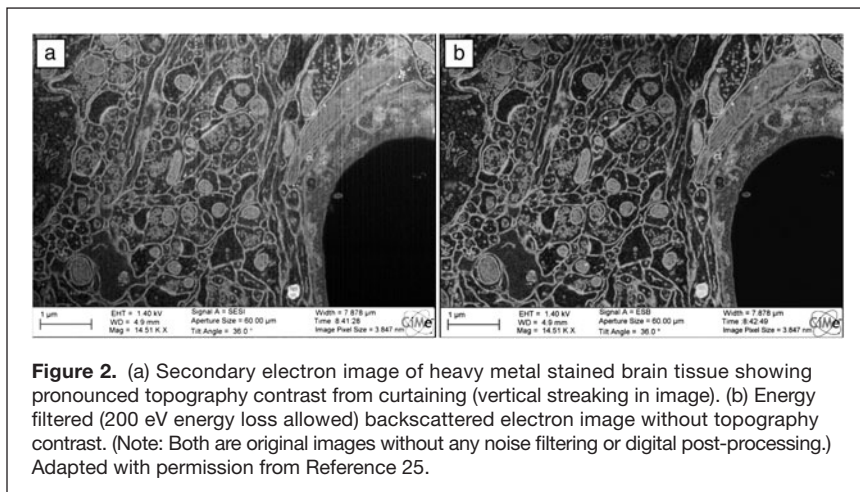 a
b
1 µm
EHT = 1.40 kV
WD = 4.9 mm
Mag = 14.51 K X
Signal A = SESI
Aperture Size = 60.00 µm
Tilt Angle = 36.0 °
Width = 7.878 µm
Time : 8:41:28
Image Pixel Size = 3.847 nm
1 µm
EHT = 1.40 kV
WD = 4.9 mm
Mag = 14.51 K X
Signal A = ESB
Aperture Size = 60.00 µm
Tilt Angle = 36.0 °
Width = 7.878 µm
Time :8:42:49
Image Pixel Size = 3.847 nm
Figure 2. (a) Secondary electron image of heavy metal stained brain tissue showing
pronounced topography contrast from curtaining (vertical streaking in image). (b) Energy
filtered (200 eV energy loss allowed) backscattered electron image without topography
contrast. (Note: Both are original images without any noise filtering or digital post-processing.)
Adapted with permission from Reference 25.